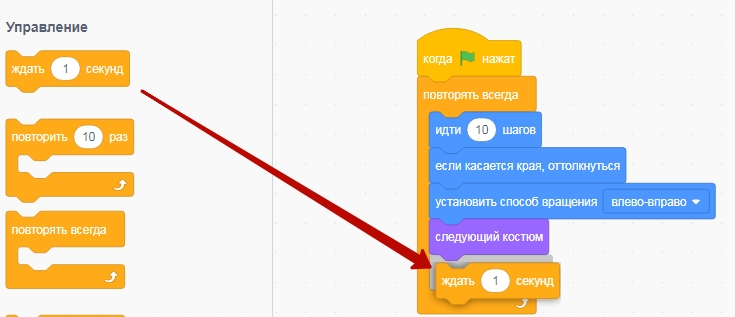 Управление
ждать 1 секунд
повторить 10 раз
повторять всегда
когда нажат
повторять всегда
идти 10 шагов
если касается края, оттолкнуться
установить способ вращения влево-вправо
следующий костюм
ждать 1 секунд